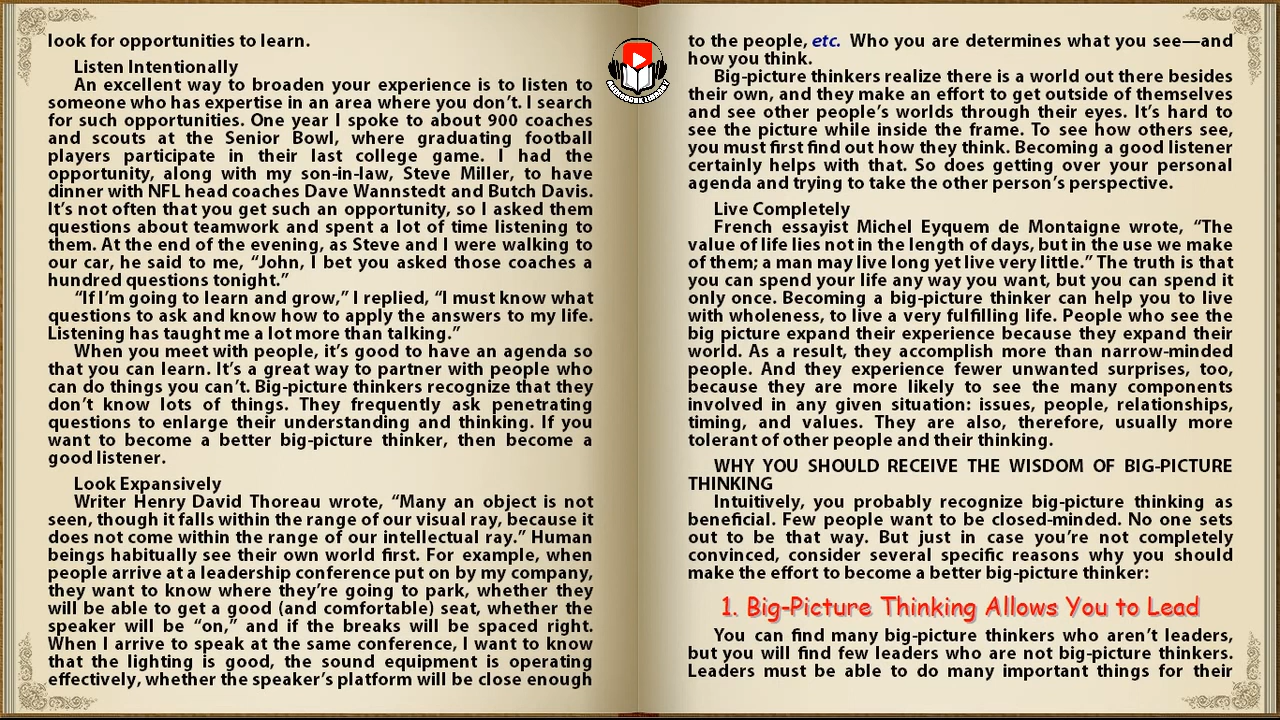 look for opportunities to learn.
Listen Intentionally
An excellent way to broaden your experience is to listen to
someone who has expertise in an area where you don't. I search
for such opportunities. One year I spoke to about 900 coaches
and scouts at the Senior Bowl, where graduating football
players participate in their last college game. I had the
opportunity, along with my son-in-law, Steve Miller, to have
dinner with NFL head coaches Dave Wannstedt and Butch Davis.
It's not often that you get such an opportunity, so I asked them
questions about teamwork and spent a lot of time listening to
them. At the end of the evening, as Steve and I were walking to
our car, he said to me, “John, I bet you asked those coaches a
hundred questions tonight.”
“If I'm going to learn and grow,” I replied, “I must know what
questions to ask and know how to apply the answers to my life.
Listening has taught me a lot more than talking.”
When you meet with people, it's good to have an agenda so
that you can learn. It's a great way to partner with people who
can do things you can't. Big-picture thinkers recognize that they
don't know lots of things. They frequently ask penetrating
questions to enlarge their understanding and thinking. If you
want to become a better big-picture thinker, then become a
good listener.
Look Expansively
Writer Henry David Thoreau wrote, “Many an object is not
seen, though it falls within the range of our visual ray, because it
does not come within the range of our intellectual ray.” Human
beings habitually see their own world first. For example, when
people arrive at a leadership conference put on by my company,
they want to know where they're going to park, whether they
will be able to get a good (and comfortable) seat, whether the
speaker will be “on,” and if the breaks will be spaced right.
When I arrive to speak at the same conference, I want to know
that the lighting is good, the sound equipment is operating
effectively, whether the speaker's platform will be close enough
AUDIOBOOK LIBRARY
to the people, etc. Who you are determines what you see—and
how you think.
Big-picture thinkers realize there is a world out there besides
their own, and they make an effort to get outside of themselves
and see other people's worlds through their eyes. It's hard to
see the picture while inside the frame. To see how others see,
you must first find out how they think. Becoming a good listener
certainly helps with that. So does getting over your personal
agenda and trying to take the other person's perspective.
Live Completely
French essayist Michel Eyquem de Montaigne wrote, “The
value of life lies not in the length of days, but in the use we make
of them; a man may live long yet live very little.” The truth is that
you can spend your life any way you want, but you can spend it
only once. Becoming a big-picture thinker can help you to live
with wholeness, to live a very fulfilling life. People who see the
big picture expand their experience because they expand their
world. As a result, they accomplish more than narrow-minded
people. And they experience fewer unwanted surprises, too,
because they are more likely to see the many components
involved in any given situation: issues, people, relationships,
timing, and values. They are also, therefore, usually more
tolerant of other people and their thinking.
WHY YOU SHOULD RECEIVE THE WISDOM OF BIG-PICTURE
THINKING
Intuitively, you probably recognize big-picture thinking as
beneficial. Few people want to be closed-minded. No one sets
out to be that way. But just in case you're not completely
convinced, consider several specific reasons why you should
make the effort to become a better big-picture thinker:
1. Big-Picture Thinking Allows You to Lead
You can find many big-picture thinkers who aren't leaders,
but you will find few leaders who are not big-picture thinkers.
Leaders must be able to do many important things for their